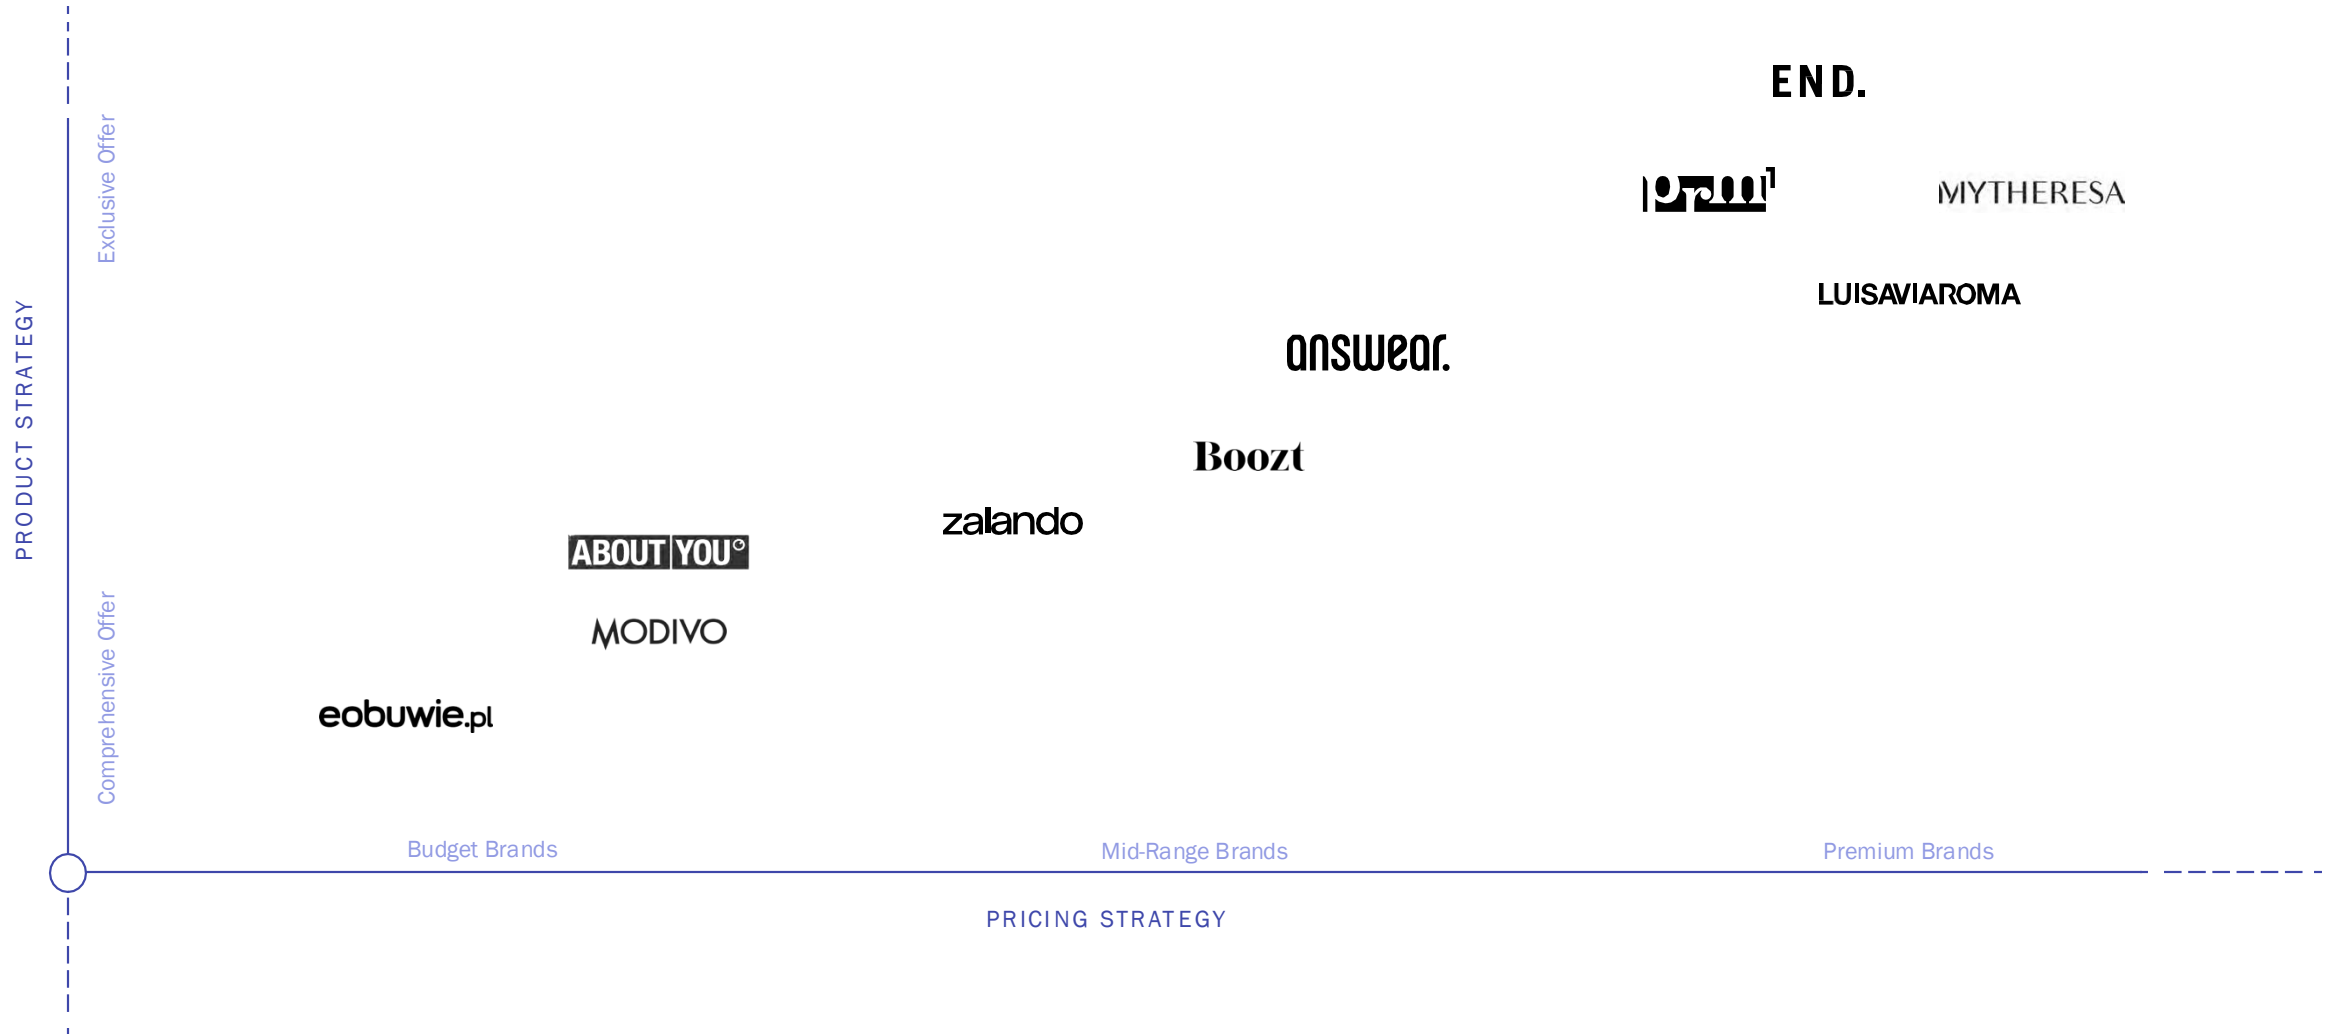 END.
prm
MYTHERESA
Exclusive Offer
LUISAVIAROMA
answear.
PRODUCT STRATEGY
Boozt
zalando
ABOUT YOU
MODIVO
Comprehensive Offer
eobuwie.pl
Budget Brands
Mid-Range Brands
Premium Brands
PRICING STRATEGY